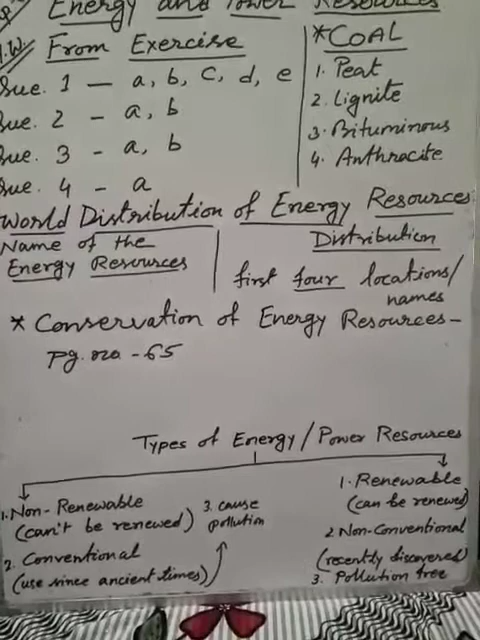 Energy and Power Resources
H.W. From Exercise
Que. 1 - a, b, c, d, e
Que. 2 - a, b
Que. 3 - a, b
Que. 4 - a
*COAL
1. Peat
2. Lignite
3. Bituminous
4. Anthracite
World Distribution of Energy Resources
Name of the
Energy Resources
Distribution
first four locations/
names
* Conservation of Energy Resources-
Pg. no - 65
Types of Energy/Power Resources
1. Non-Renewable
(can't be renewed)
2. Conventional
(use since ancient times)
3. cause
pollution
1. Renewable
(can be renewed)
2 Non-Conventional
(recently discovered)
3. Pollution free